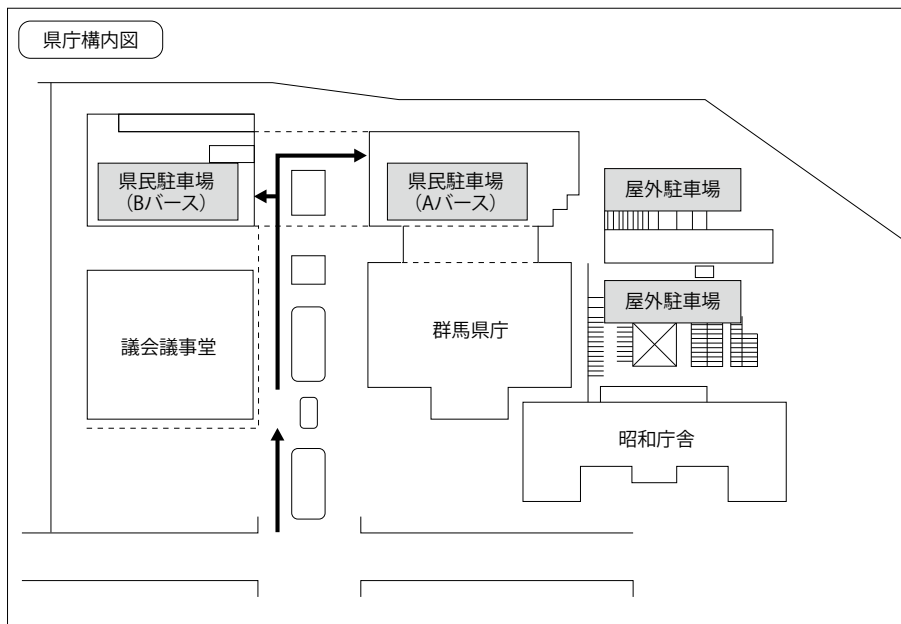 県庁構内図
県民駐車場
（Bバース）
県民駐車場
（Aバース）
屋外駐車場
屋外駐車場
議会議事堂
群馬県庁
昭和庁舎